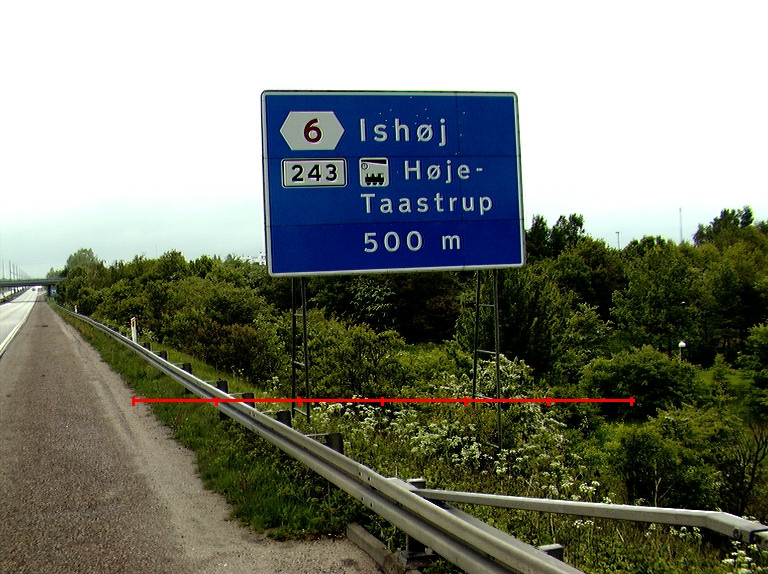 6 Ishøj
243 Høje-
Taastrup
500 m